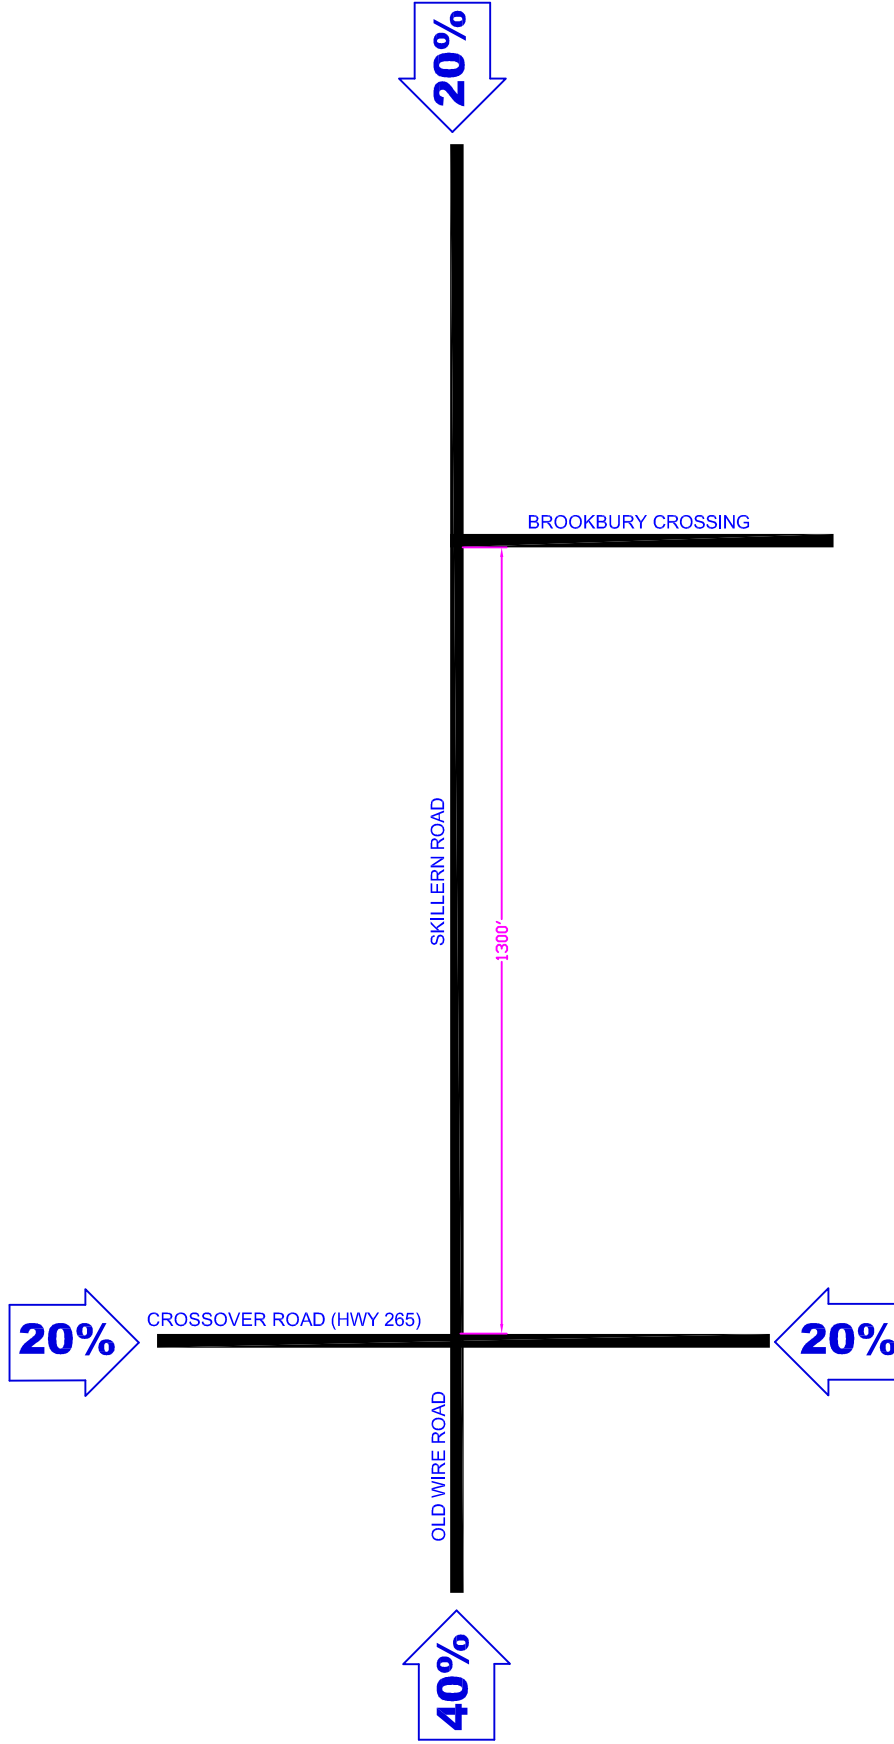 20%
BROOKBURY CROSSING
SKILLERN ROAD
1300'
CROSSOVER ROAD (HWY 265)
20%
20%
OLD WIRE ROAD
40%